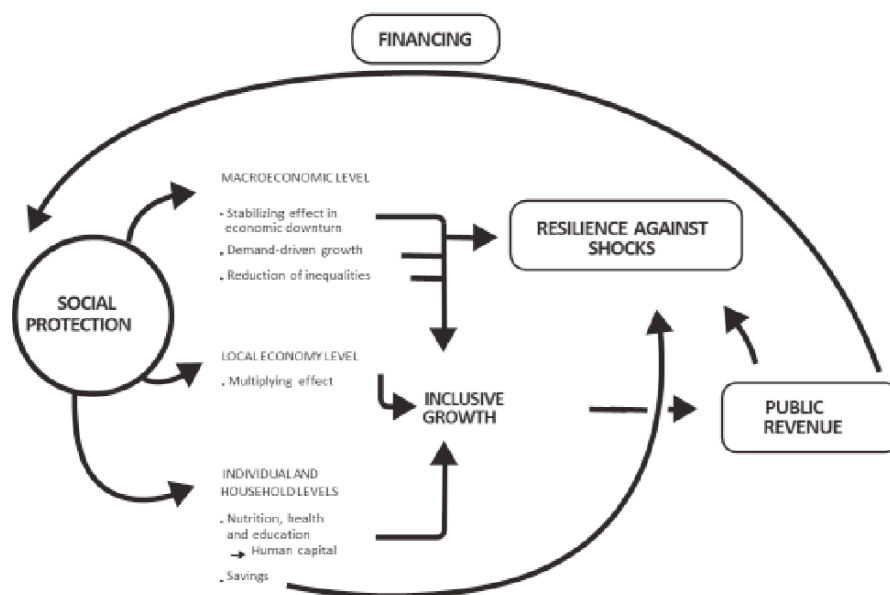 FINANCING
MACROECONOMIC LEVEL
. Stabilizing effect in
economic downturn
. Demand-driven growth
. Reduction of inequalities
RESILIENCE AGAINST
SHOCKS
SOCIAL
PROTECTION
LOCAL ECONOMY LEVEL
. Multiplying effect
INCLUSIVE
GROWTH
PUBLIC
REVENUE
INDIVIDUAL AND
HOUSEHOLD LEVELS
. Nutrition, health
and education
→ Human capital
. Savings